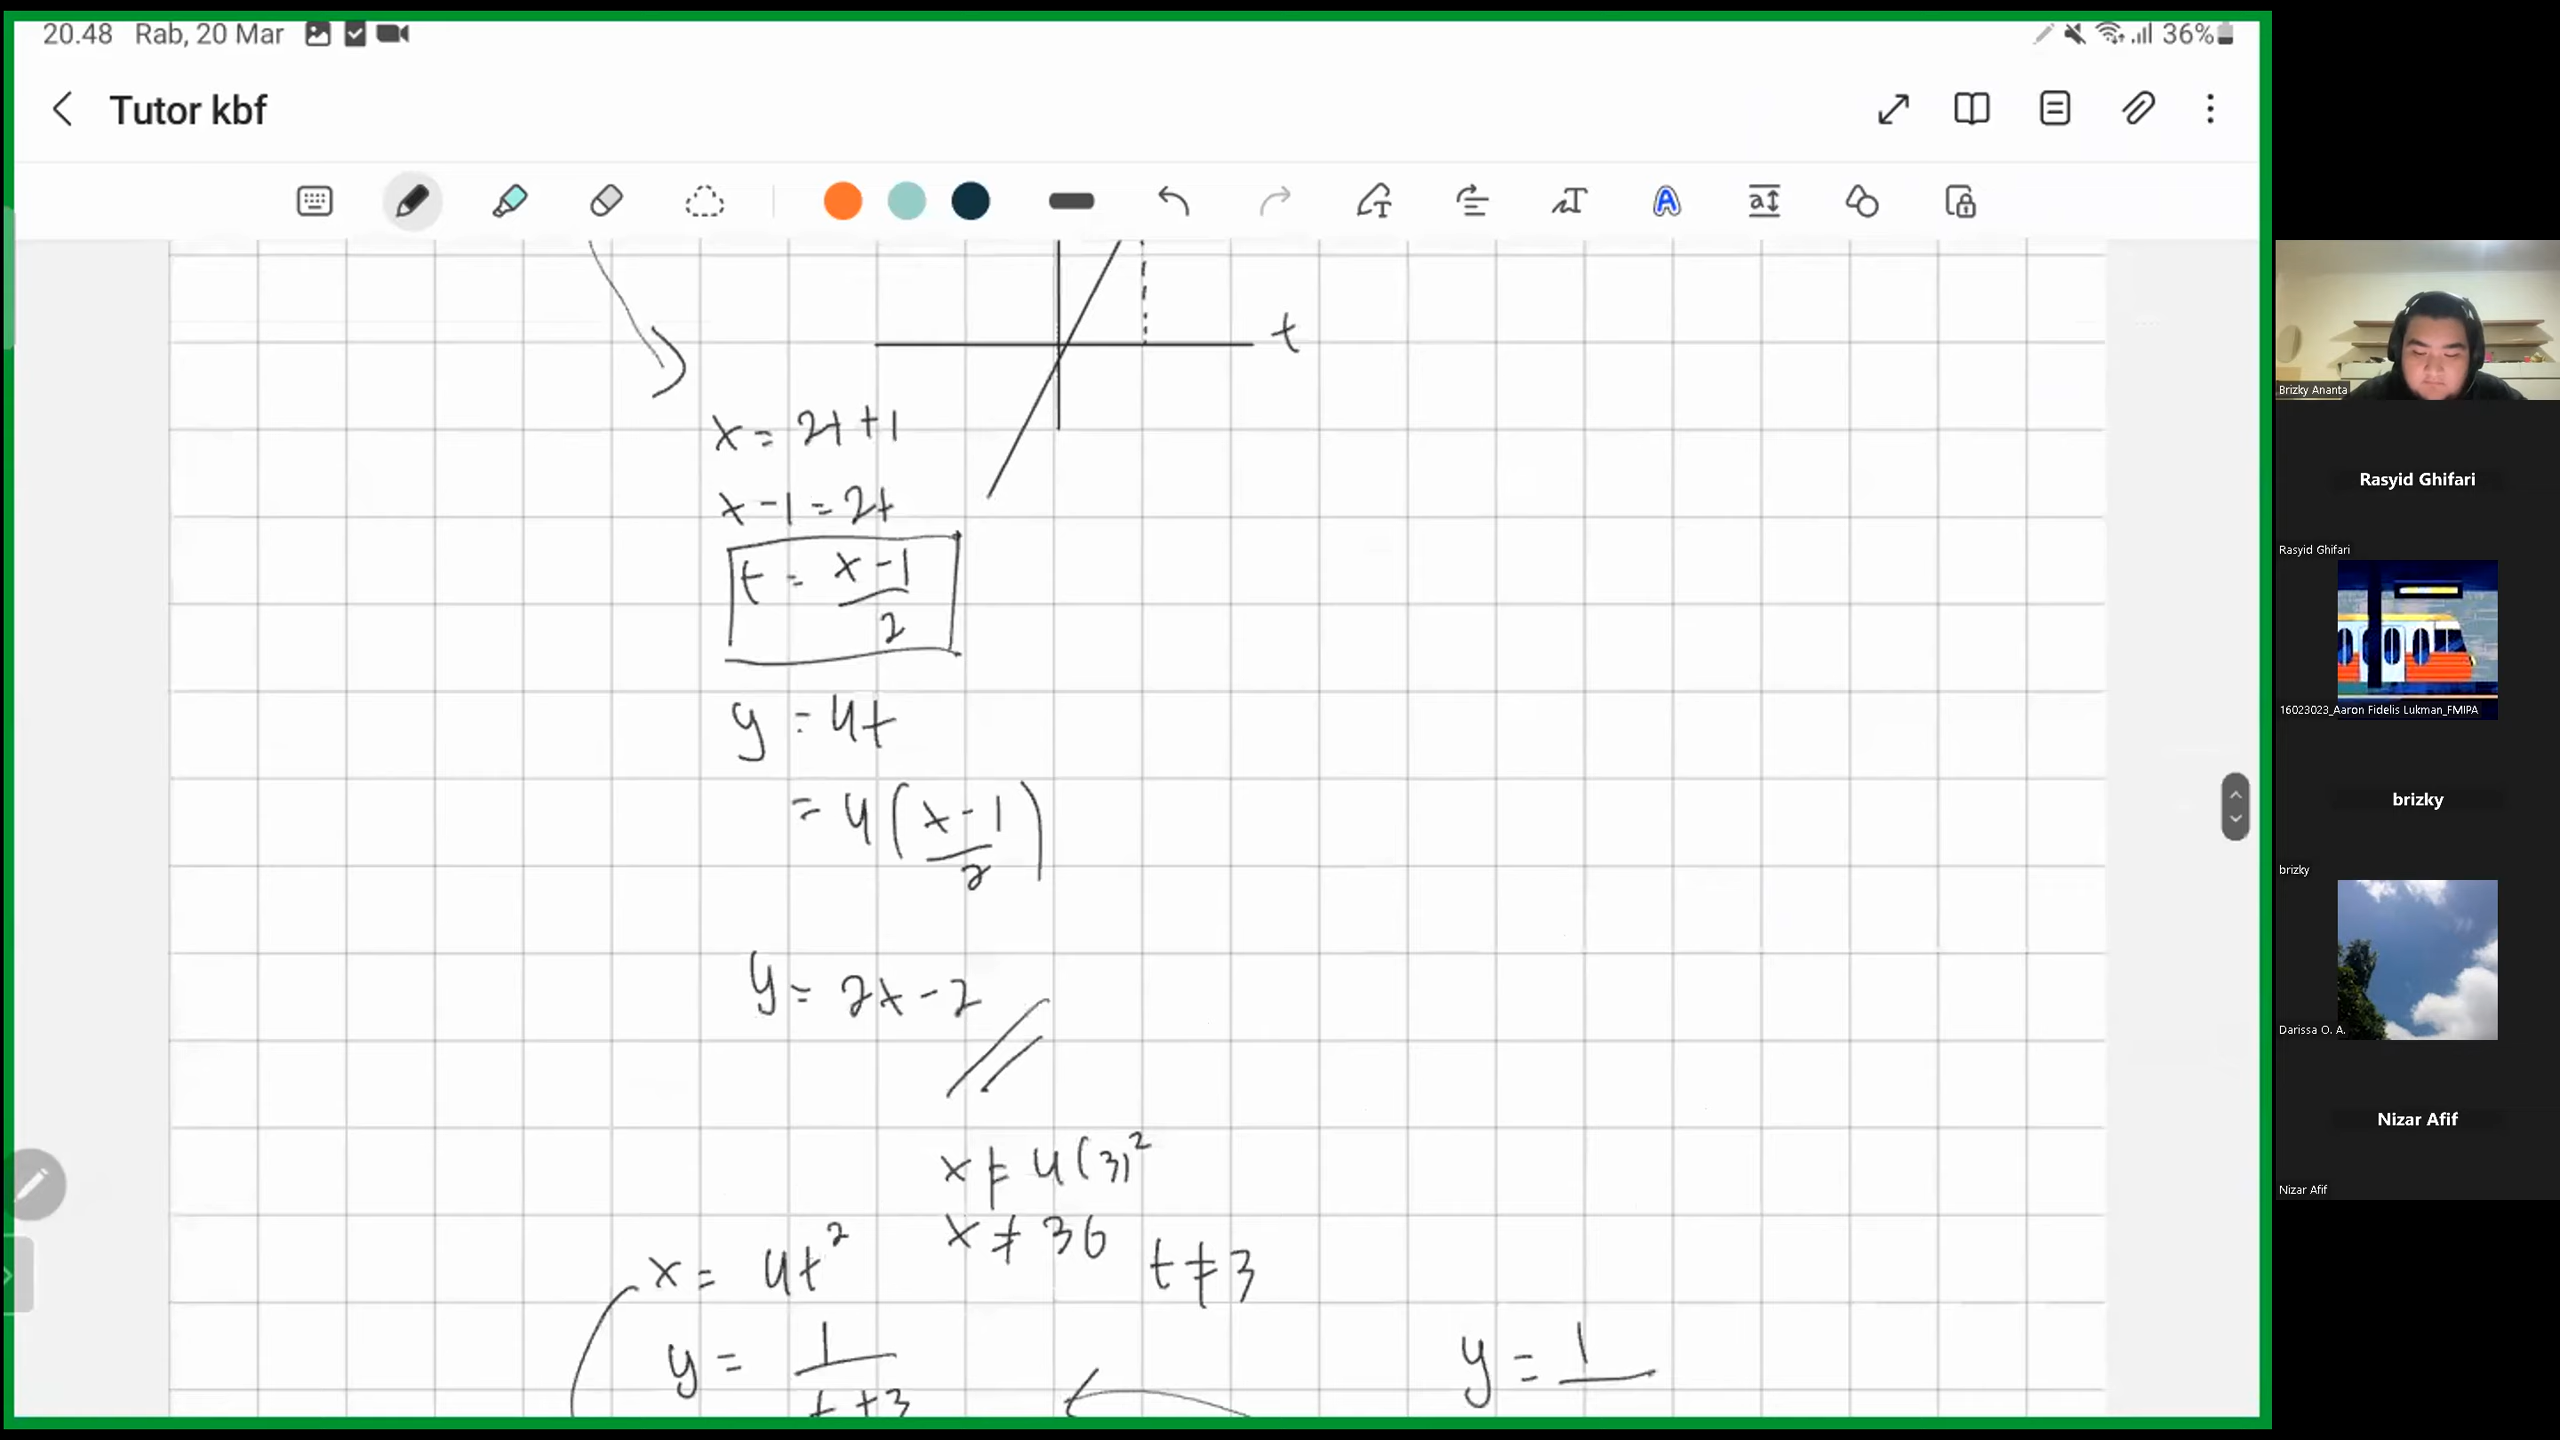 20.48 Rab, 20 Mar
36%
Tutor kbf
t
x = 2t + 1
x - 1 = 2t
t = x - 1 / 2
y = 4t
= 4 ( x - 1 / 2 )
y = 2x - 2
x ≠ 4(3)²
x ≠ 36
x = 4t²
t ≠ 3
y = 1 / t + 3
y = 1
Brizky Ananta
Rasyid Ghifari
Rasyid Ghifari
16023023_Aaron Fidelis Lukman_FMIPA
brizky
brizky
Darissa O. A.
Nizar Afif
Nizar Afif